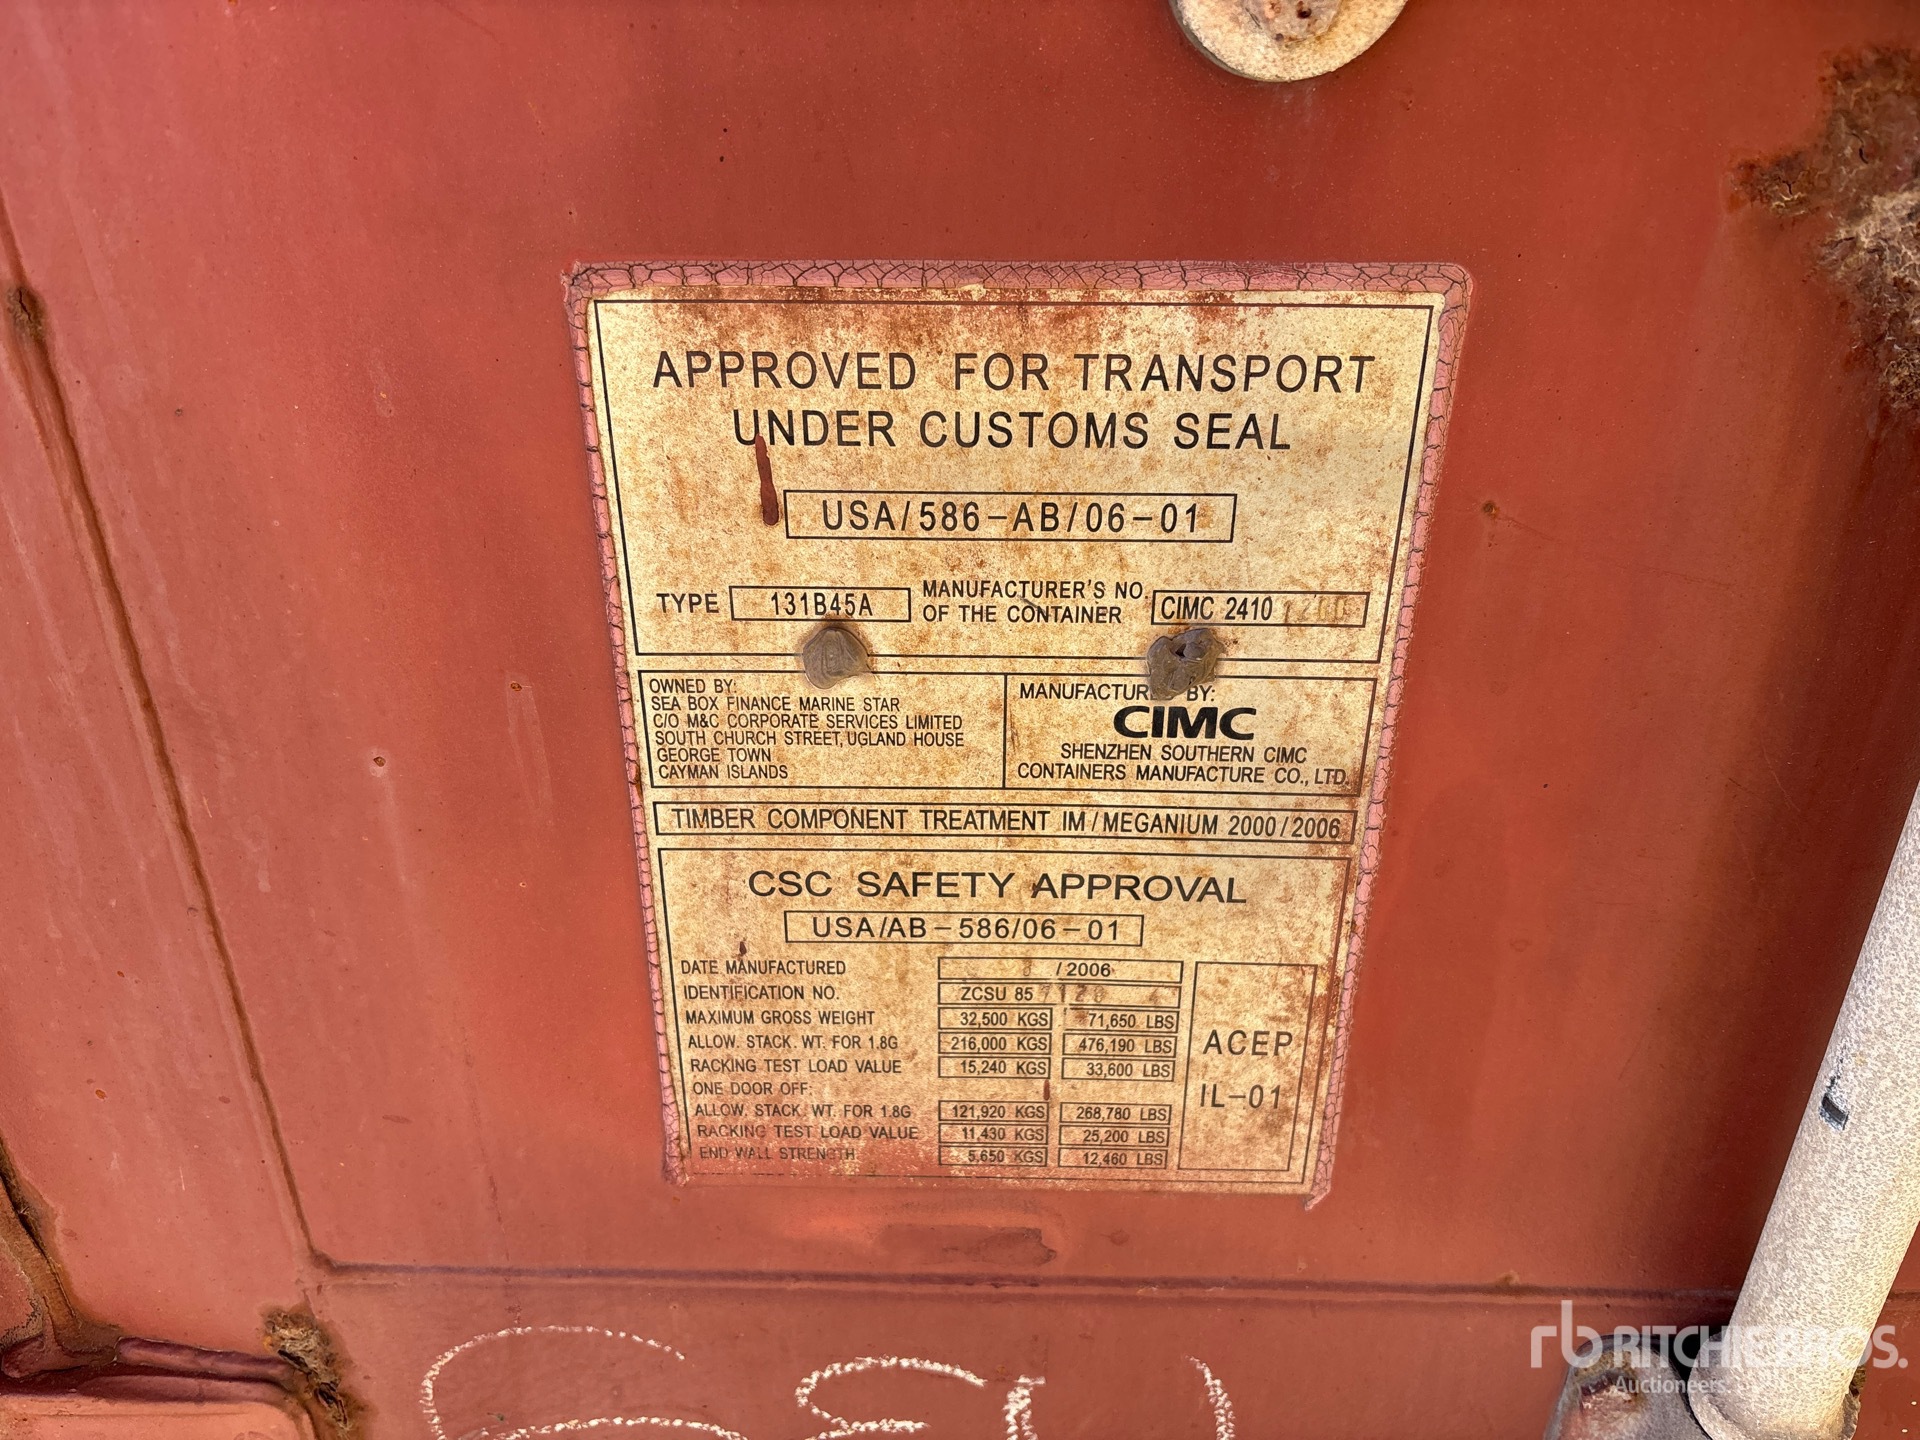 APPROVED FOR TRANSPORT
UNDER CUSTOMS SEAL
USA/586-AB/06-01
TYPE 131B45A
MANUFACTURER'S NO.
OF THE CONTAINER
CIMC 2410
OWNED BY:
SEA BOX FINANCE MARINE STAR
C/O M&C CORPORATE SERVICES LIMITED
SOUTH CHURCH STREET, UGLAND HOUSE
GEORGE TOWN
CAYMAN ISLANDS
MANUFACTURED BY:
CIMC
SHENZHEN SOUTHERN CIMC
CONTAINERS MANUFACTURE CO., LTD.
TIMBER COMPONENT TREATMENT IM/MEGANIUM 2000/2006
CSC SAFETY APPROVAL
USA/AB-586/06-01
DATE MANUFACTURED /2006
IDENTIFICATION NO. ZCSU 85
MAXIMUM GROSS WEIGHT 32,500 KGS 71,650 LBS
ALLOW. STACK. WT. FOR 1.8G 216,000 KGS 476,190 LBS
RACKING TEST LOAD VALUE 15,240 KGS 33,600 LBS
ONE DOOR OFF:
ALLOW. STACK. WT. FOR 1.8G 121,920 KGS 268,780 LBS
RACKING TEST LOAD VALUE 11,430 KGS 25,200 LBS
END WALL STRENGTH 5,650 KGS 12,460 LBS
ACEP
IL-01
rb RITCHIE BROS.
Auctioneers